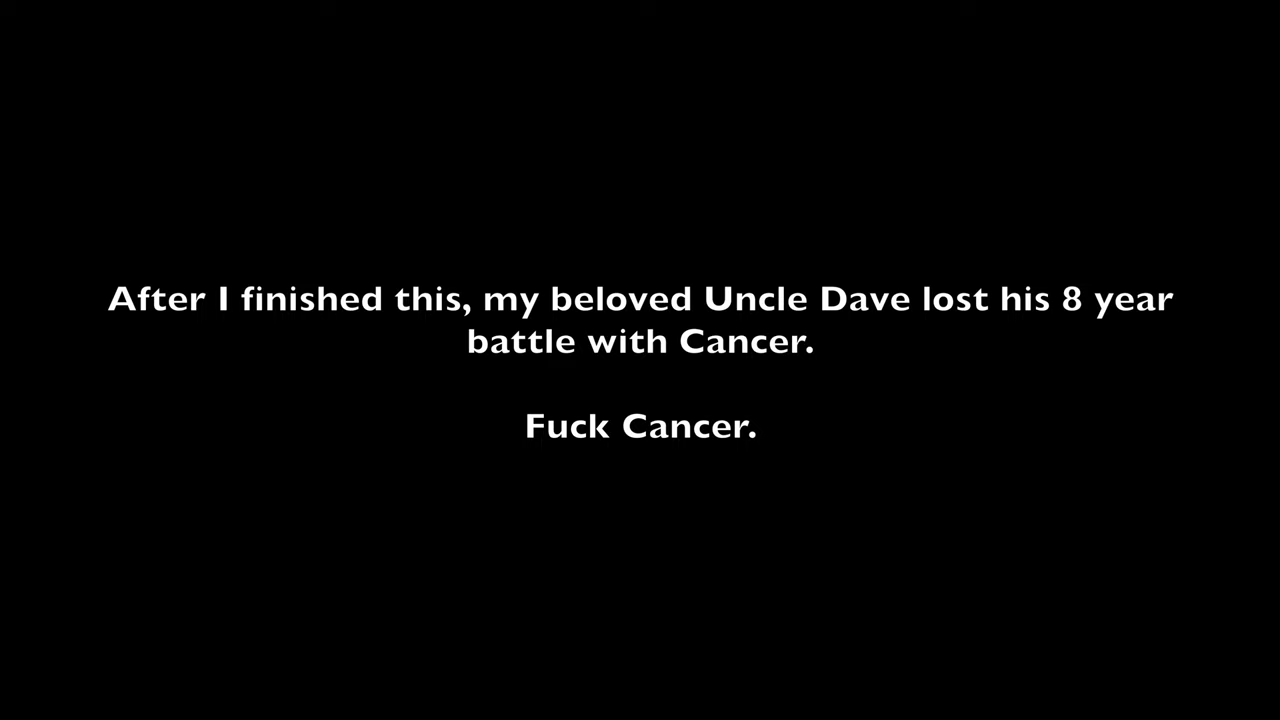 After I finished this, my beloved Uncle Dave lost his 8 year
battle with Cancer.
Fuck Cancer.